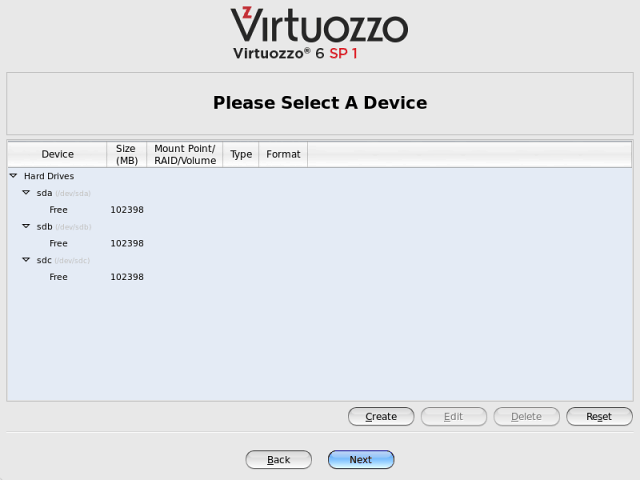 Virtuozzo
Virtuozzo® 6 SP 1
Please Select A Device
Device Size (MB) Mount Point/ RAID/Volume Type Format
Hard Drives
sda (/dev/sda)
Free 102398
sdb (/dev/sdb)
Free 102398
sdc (/dev/sdc)
Free 102398
Create Edit Delete Reset
Back Next